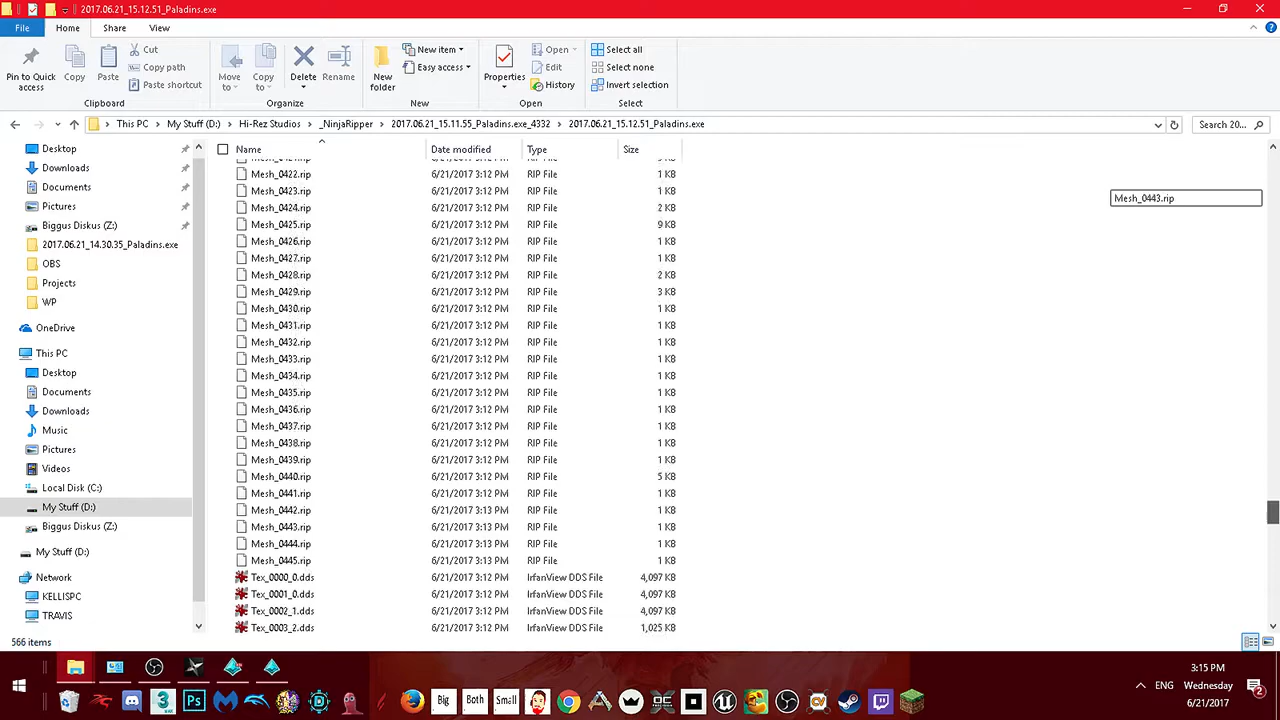 2017.06.21_15.12.51_Paladins.exe
File Home Share View
Pin to Quick access
Copy
Paste
Cut
Copy path
Paste shortcut
Clipboard
Move to
Copy to
Delete
Rename
Organize
New folder
New item
Easy access
New
Properties
Open
Edit
History
Open
Select all
Select none
Invert selection
Select
This PC > My Stuff (D:) > Hi-Rez Studios > _NinjaRipper > 2017.06.21_15.11.55_Paladins.exe_4332 > 2017.06.21_15.12.51_Paladins.exe
Search 20...
Desktop
Downloads
Documents
Pictures
Biggus Diskus (Z:)
2017.06.21_14.30.35_Paladins.exe
OBS
Projects
WP
OneDrive
This PC
Desktop
Documents
Downloads
Music
Pictures
Videos
Local Disk (C:)
My Stuff (D:)
Biggus Diskus (Z:)
My Stuff (D:)
Network
KELLISPC
TRAVIS
Name Date modified Type Size
Mesh_0422.rip 6/21/2017 3:12 PM RIP File 1 KB
Mesh_0423.rip 6/21/2017 3:12 PM RIP File 1 KB
Mesh_0424.rip 6/21/2017 3:12 PM RIP File 2 KB
Mesh_0425.rip 6/21/2017 3:12 PM RIP File 9 KB
Mesh_0426.rip 6/21/2017 3:12 PM RIP File 1 KB
Mesh_0427.rip 6/21/2017 3:12 PM RIP File 1 KB
Mesh_0428.rip 6/21/2017 3:12 PM RIP File 2 KB
Mesh_0429.rip 6/21/2017 3:12 PM RIP File 3 KB
Mesh_0430.rip 6/21/2017 3:12 PM RIP File 1 KB
Mesh_0431.rip 6/21/2017 3:12 PM RIP File 1 KB
Mesh_0432.rip 6/21/2017 3:12 PM RIP File 1 KB
Mesh_0433.rip 6/21/2017 3:12 PM RIP File 1 KB
Mesh_0434.rip 6/21/2017 3:12 PM RIP File 1 KB
Mesh_0435.rip 6/21/2017 3:12 PM RIP File 1 KB
Mesh_0436.rip 6/21/2017 3:12 PM RIP File 1 KB
Mesh_0437.rip 6/21/2017 3:12 PM RIP File 1 KB
Mesh_0438.rip 6/21/2017 3:12 PM RIP File 1 KB
Mesh_0439.rip 6/21/2017 3:12 PM RIP File 1 KB
Mesh_0440.rip 6/21/2017 3:12 PM RIP File 5 KB
Mesh_0441.rip 6/21/2017 3:12 PM RIP File 1 KB
Mesh_0442.rip 6/21/2017 3:13 PM RIP File 1 KB
Mesh_0443.rip 6/21/2017 3:13 PM RIP File 1 KB
Mesh_0444.rip 6/21/2017 3:13 PM RIP File 1 KB
Mesh_0445.rip 6/21/2017 3:13 PM RIP File 1 KB
Tex_0000_0.dds 6/21/2017 3:12 PM IrfanView DDS File 4,097 KB
Tex_0001_0.dds 6/21/2017 3:12 PM IrfanView DDS File 4,097 KB
Tex_0002_1.dds 6/21/2017 3:12 PM IrfanView DDS File 4,097 KB
Tex_0003_2.dds 6/21/2017 3:12 PM IrfanView DDS File 1,025 KB
Mesh_0443.rip
566 items
Big
Both
Small
ENG
3:15 PM
Wednesday
6/21/2017
2